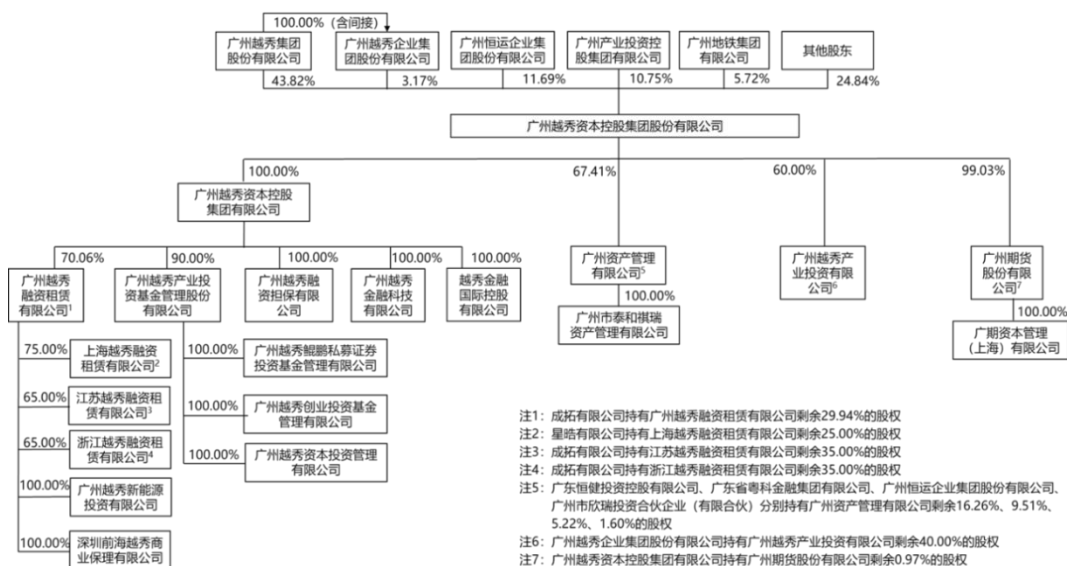 100.00%（含间接）
广州越秀集团
股份有限公司
广州越秀企业集
团股份有限公司
广州恒运企业集
团股份有限公司
广州产业投资控
股集团有限公司
广州地铁集团
有限公司
其他股东
43.82%
3.17%
11.69%
10.75%
5.72%
24.84%
广州越秀资本控股集团股份有限公司
100.00%
67.41%
60.00%
99.03%
广州越秀资本控股
集团有限公司
70.06%
90.00%
100.00%
100.00%
100.00%
广州越秀
融资租赁
有限公司1
广州越秀产业投
资基金管理股份
有限公司
广州越秀融
资担保有限
公司
广州越秀
金融科技
有限公司
越秀金融
国际控股
有限公司
广州资产管理
有限公司5
广州越秀产
业投资有限
公司6
广州期货
股份有限
公司7
100.00%
广州市泰和祺瑞
资产管理有限公司
100.00%
广期资本管理
（上海）有限公司
75.00%
上海越秀融资
租赁有限公司2
65.00%
江苏越秀融资租
赁有限公司3
65.00%
浙江越秀融资租
赁有限公司4
100.00%
广州越秀新能源
投资有限公司
100.00%
深圳前海越秀商
业保理有限公司
100.00%
广州越秀鲲鹏私募证券
投资基金管理有限公司
100.00%
广州越秀创业投资基金
管理有限公司
100.00%
广州越秀资本投资管理
有限公司
注1：成拓有限公司持有广州越秀融资租赁有限公司剩余29.94%的股权
注2：星皓有限公司持有上海越秀融资租赁有限公司剩余25.00%的股权
注3：成拓有限公司持有江苏越秀融资租赁有限公司剩余35.00%的股权
注4：成拓有限公司持有浙江越秀融资租赁有限公司剩余35.00%的股权
注5：广东恒健投资控股有限公司、广东省粤科金融集团有限公司、广州恒运企业集团股份有限公司、
广州市欣瑞投资合伙企业（有限合伙）分别持有广州资产管理有限公司剩余16.26%、9.51%、
5.22%、1.60%的股权
注6：广州越秀企业集团股份有限公司持有广州越秀产业投资有限公司剩余40.00%的股权
注7：广州越秀资本控股集团有限公司持有广州期货股份有限公司剩余0.97%的股权